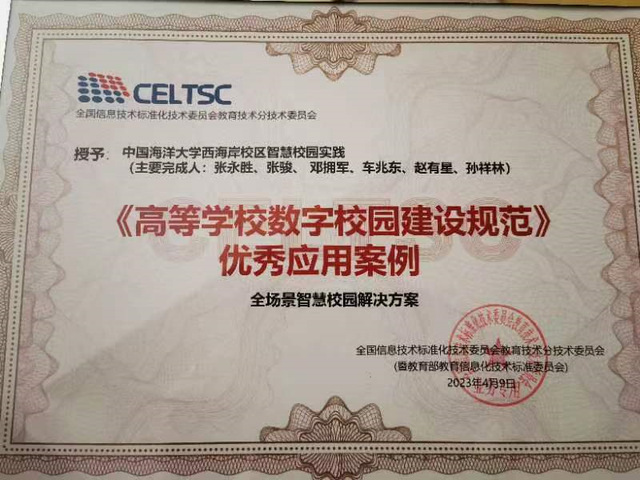 CELTSC
全国信息技术标准化技术委员会教育技术分技术委员会
授予：中国海洋大学西海岸校区智慧校园实践
（主要完成人：张永胜、张骏、 邓拥军、车兆东、赵有星、孙祥林）
《高等学校数字校园建设规范》
优秀应用案例
全场景智慧校园解决方案
全国信息技术标准化技术委员会教育技术分技术委员会
(暨教育部教育信息化技术标准委员会)
2023年4月9日